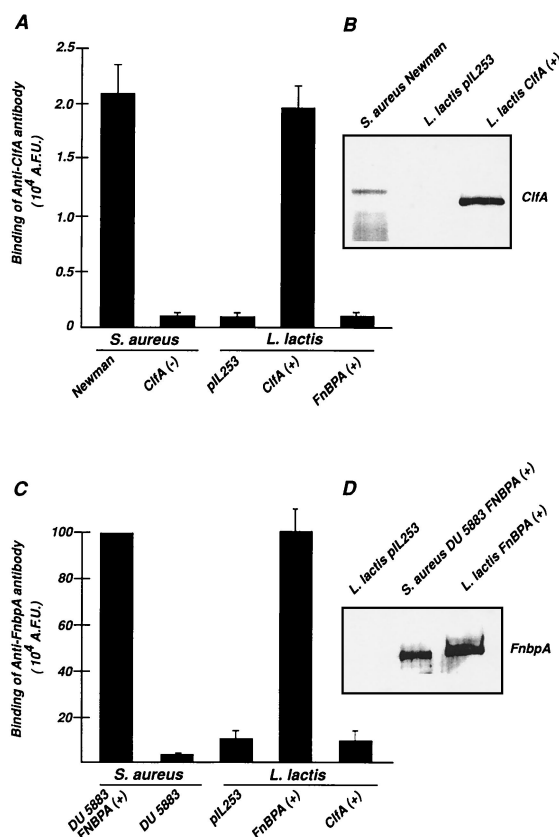 A
Binding of Anti-ClfA antibody
(10⁴ A.F.U.)
2.5
2.0
1.5
1.0
0.5
0
S. aureus
L. lactis
Newman
ClfA (-)
pIL253
ClfA (+)
FnBPA (+)
B
S. aureus Newman
L. lactis pIL253
L. lactis ClfA (+)
ClfA
C
Binding of Anti-FnbpA antibody
(10⁴ A.F.U.)
100
80
60
40
20
S. aureus
L. lactis
DU 5883
FNBPA (+)
DU 5883
pIL253
FnBPA (+)
ClfA (+)
D
L. lactis pIL253
S. aureus DU 5883 FNBPA (+)
L. lactis FnBPA (+)
FnbpA